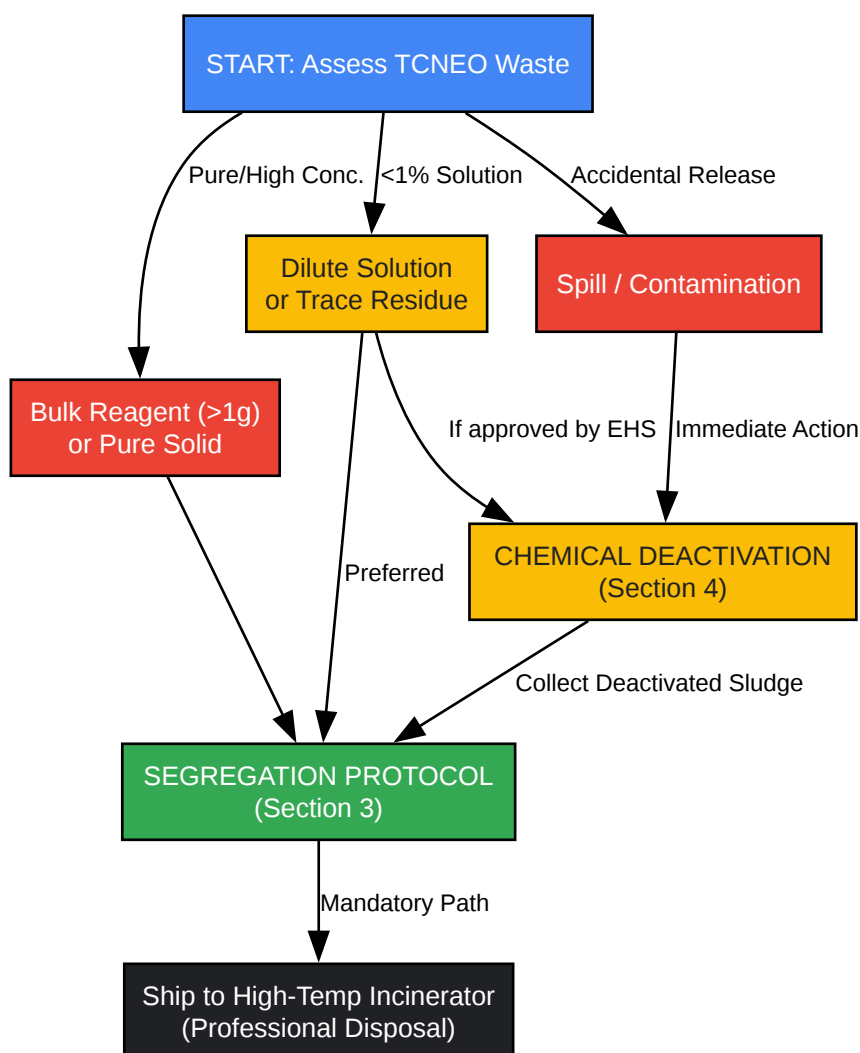 START: Assess TCNEO Waste
Pure/High Conc.
<1% Solution
Accidental Release
Dilute Solution
or Trace Residue
Spill / Contamination
Bulk Reagent (>1g)
or Pure Solid
If approved by EHS
Immediate Action
CHEMICAL DEACTIVATION
(Section 4)
Preferred
Collect Deactivated Sludge
SEGREGATION PROTOCOL
(Section 3)
Mandatory Path
Ship to High-Temp Incinerator
(Professional Disposal)